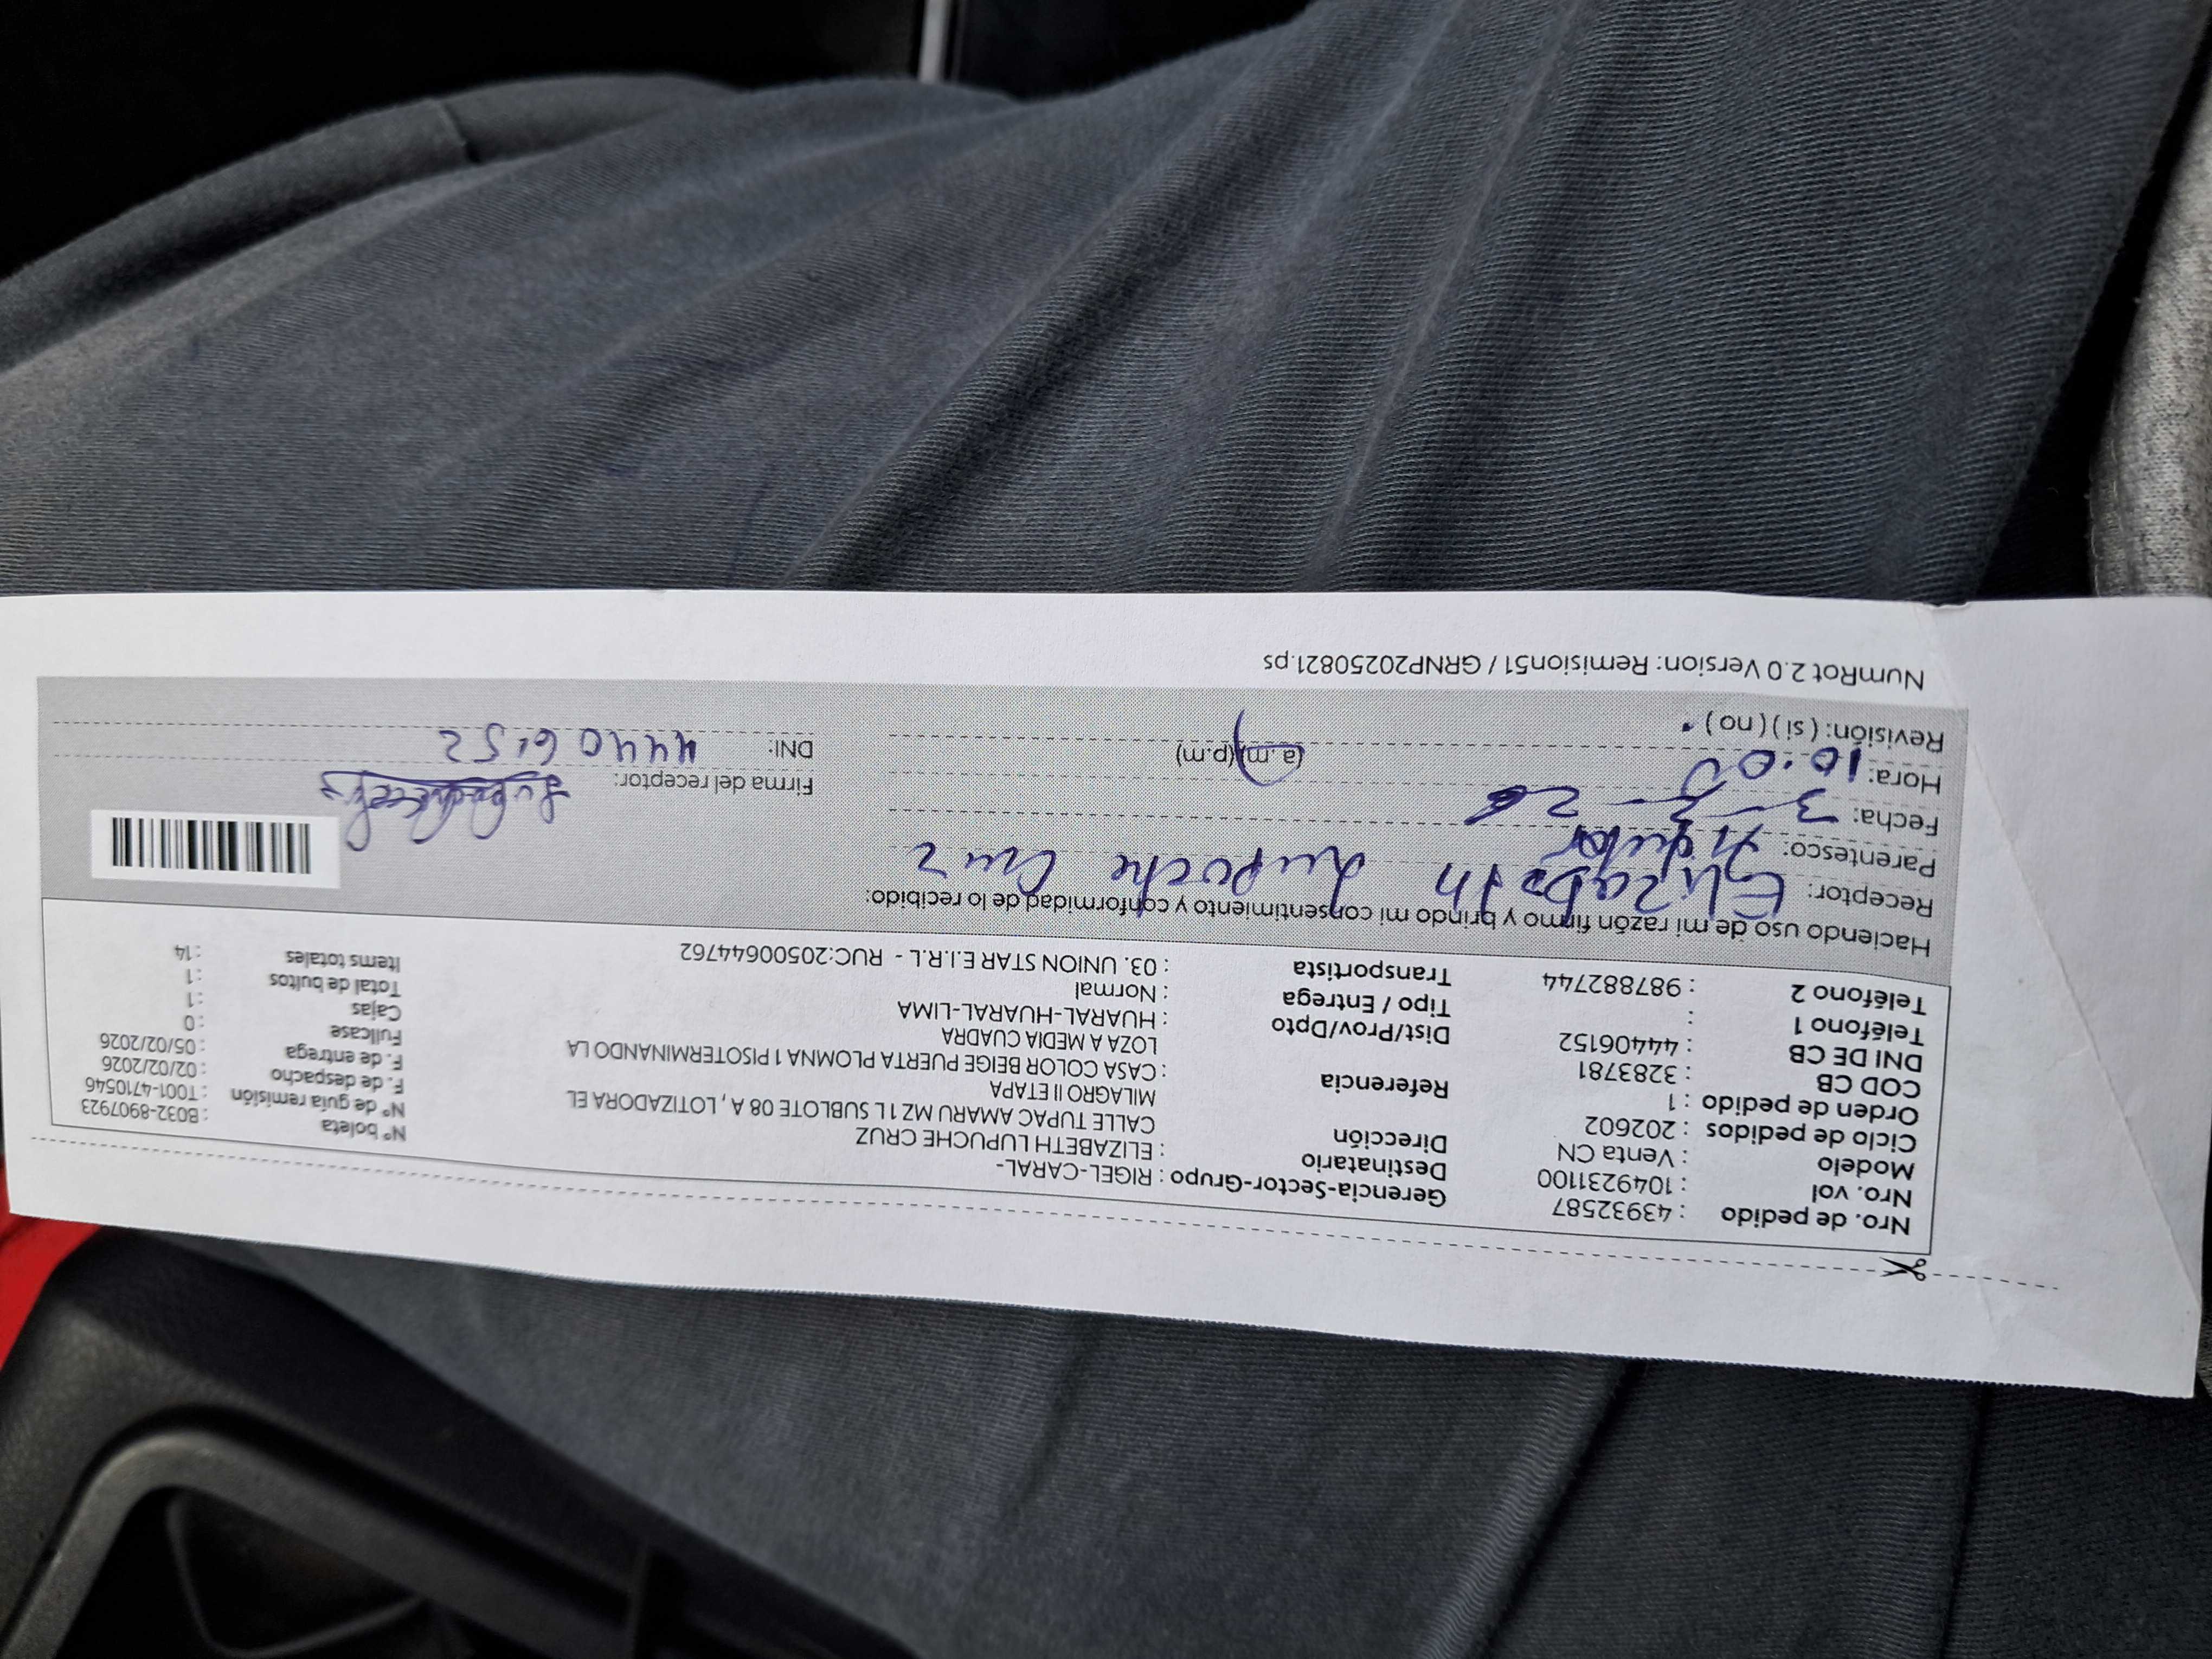 Nro. de pedido : 43932587
Nro. vol : 1049231100
Modelo : Venta CN
Ciclo de pedidos : 202602
Orden de pedido : 1
COD CB : 3283781
DNI DE CB : 44406152
Teléfono 1 :
Teléfono 2 : 987882744
Gerencia-Sector-Grupo : RIGEL-CARAL-
Destinatario : ELIZABETH LUPUCHE CRUZ
Dirección CALLE TUPAC AMARU MZ 1 L SUBLOTE 08 A , LOTIZADORA EL
MILAGRO II ETAPA
Referencia : CASA COLOR BEIGE PUERTA PLOMNA 1 PISOTERMINANDO LA
LOZA A MEDIA CUADRA
Dist/Prov/Dpto : HUARAL-HUARAL-LIMA
Tipo / Entrega : Normal
Transportista : 03. UNION STAR E.I.R.L - RUC:20500644762
Nº boleta : B032-8907923
Nº de guía remisión : T001-4710546
F. de despacho : 02/02/2026
F. de entrega : 05/02/2026
Fullcase : 0
Cajas : 1
Total de bultos : 1
Items totales : 14
Haciendo uso de mi razón firmo y brindo mi consentimiento y conformidad de lo recibido:
Receptor: Elizabeth Lupuche Cruz
Parentesco:
Fecha: 3-2-26
Hora: 10:00 (a.m)(p.m)
Revisión: ( si ) ( no )
Firma del receptor:
DNI: 44406152
NumRot 2.0 Version: Remision51 / GRNP20250821.ps